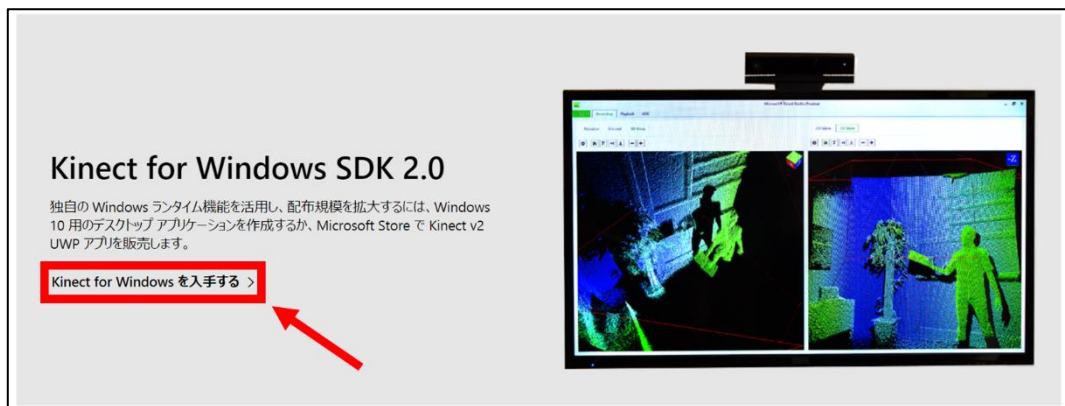 Kinect for Windows SDK 2.0
独自の Windows ランタイム機能を活用し、配布規模を拡大するには、Windows
10 用のデスクトップ アプリケーションを作成するか、Microsoft Store で Kinect v2
UWP アプリを販売します。
Kinect for Windows を入手する >
-Z